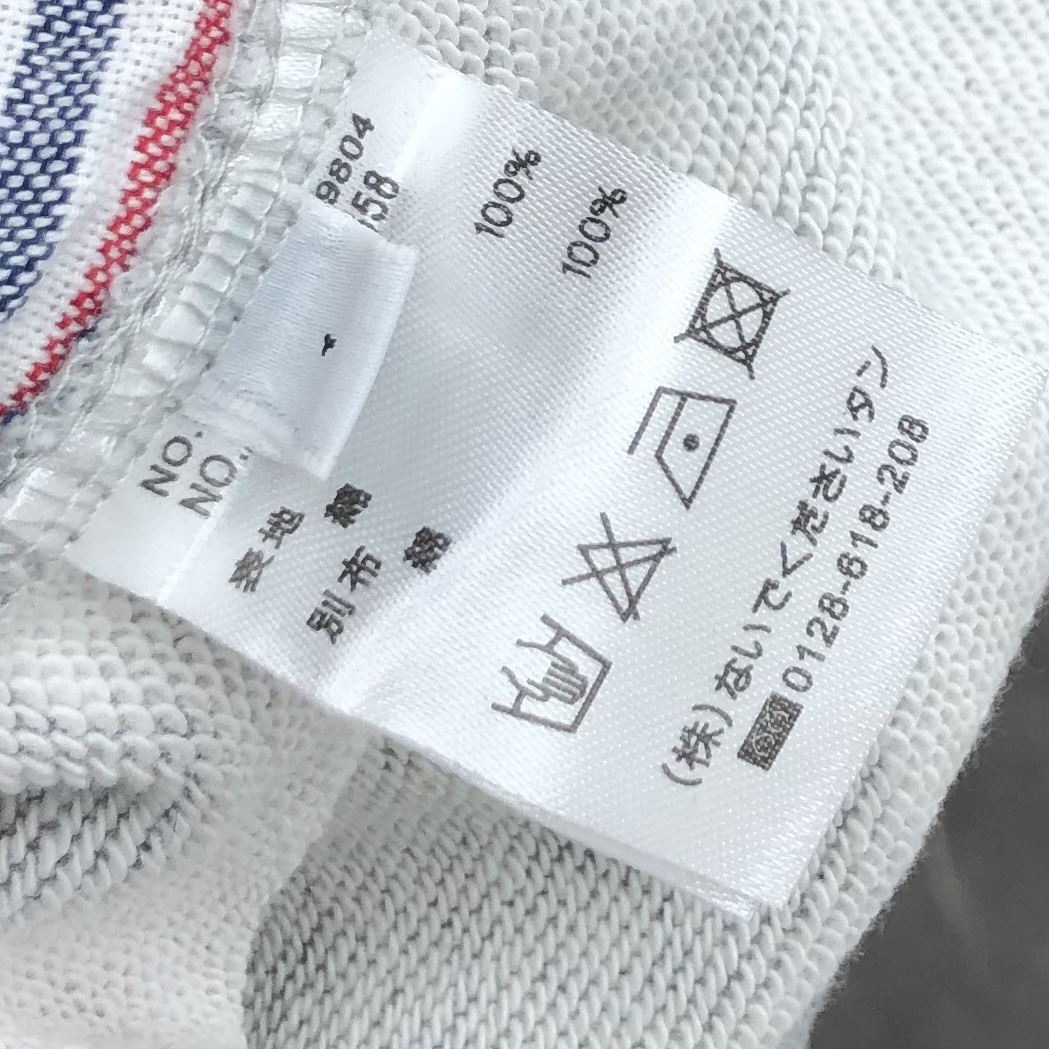 NO. 9804
NO. 58
表地 綿 100%
別布 綿 100%
(株)ないでくださいタン
0128-618-208